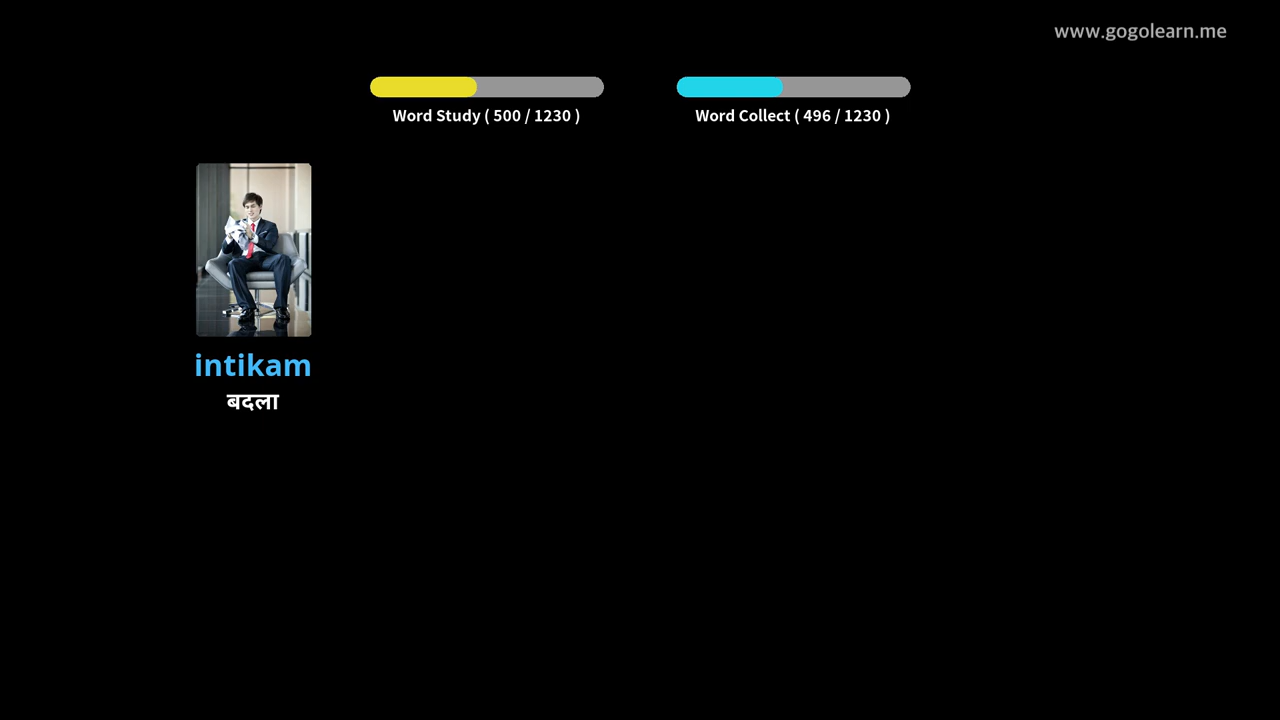 www.gogolearn.me
Word Study ( 500 / 1230 )
Word Collect ( 496 / 1230 )
intikam
बदला